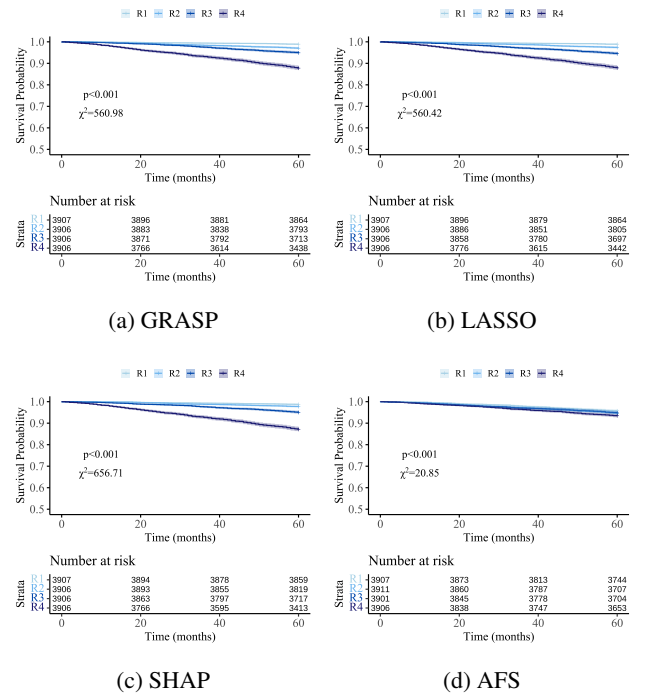 R1 R2 R3 R4
Survival Probability
1.0
0.9
0.8
0.7
0.6
0.5
p<0.001
χ²=560.98
0 20 40 60
Time (months)
Number at risk
Strata
R1 3907 3896 3881 3864
R2 3906 3883 3838 3793
R3 3906 3871 3792 3713
R4 3906 3766 3614 3438
0 20 40 60
Time (months)
(a) GRASP
R1 R2 R3 R4
Survival Probability
1.0
0.9
0.8
0.7
0.6
0.5
p<0.001
χ²=560.42
0 20 40 60
Time (months)
Number at risk
Strata
R1 3907 3896 3879 3864
R2 3906 3886 3851 3805
R3 3906 3858 3780 3697
R4 3906 3776 3615 3442
0 20 40 60
Time (months)
(b) LASSO
R1 R2 R3 R4
Survival Probability
1.0
0.9
0.8
0.7
0.6
0.5
p<0.001
χ²=656.71
0 20 40 60
Time (months)
Number at risk
Strata
R1 3907 3894 3878 3859
R2 3906 3893 3855 3819
R3 3906 3863 3797 3717
R4 3906 3766 3595 3413
0 20 40 60
Time (months)
(c) SHAP
R1 R2 R3 R4
Survival Probability
1.0
0.9
0.8
0.7
0.6
0.5
p<0.001
χ²=20.85
0 20 40 60
Time (months)
Number at risk
Strata
R1 3907 3873 3813 3744
R2 3911 3860 3787 3707
R3 3901 3845 3778 3704
R4 3906 3838 3747 3653
0 20 40 60
Time (months)
(d) AFS